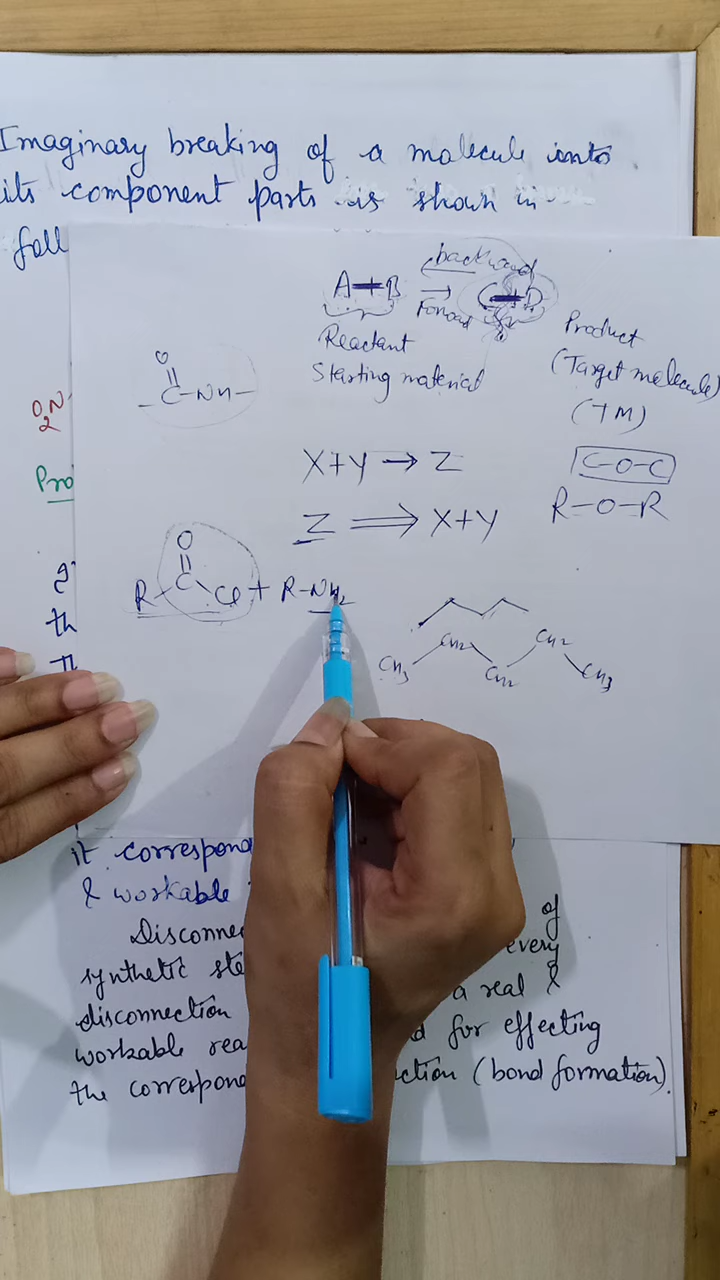 Imaginary breaking of a molecule into
its component parts is shown in
foll
backward
A + B → C + D
Forward
Reactant
Starting material
Product
(Target molecule)
(TM)
O
||
– C – NH –
O₂N
X + Y → Z
C–O–C
Pro
Z ⟹ X + Y
R–O–R
O
||
R C Cl + R–NH₂
th
CH₃ CH₂ CH₂ CH₂ CH₃
it correspond
& workable
Disconne of
synthetic ste every
disconnection a real &
workable rea d for effecting
the correspond ction (bond formation).